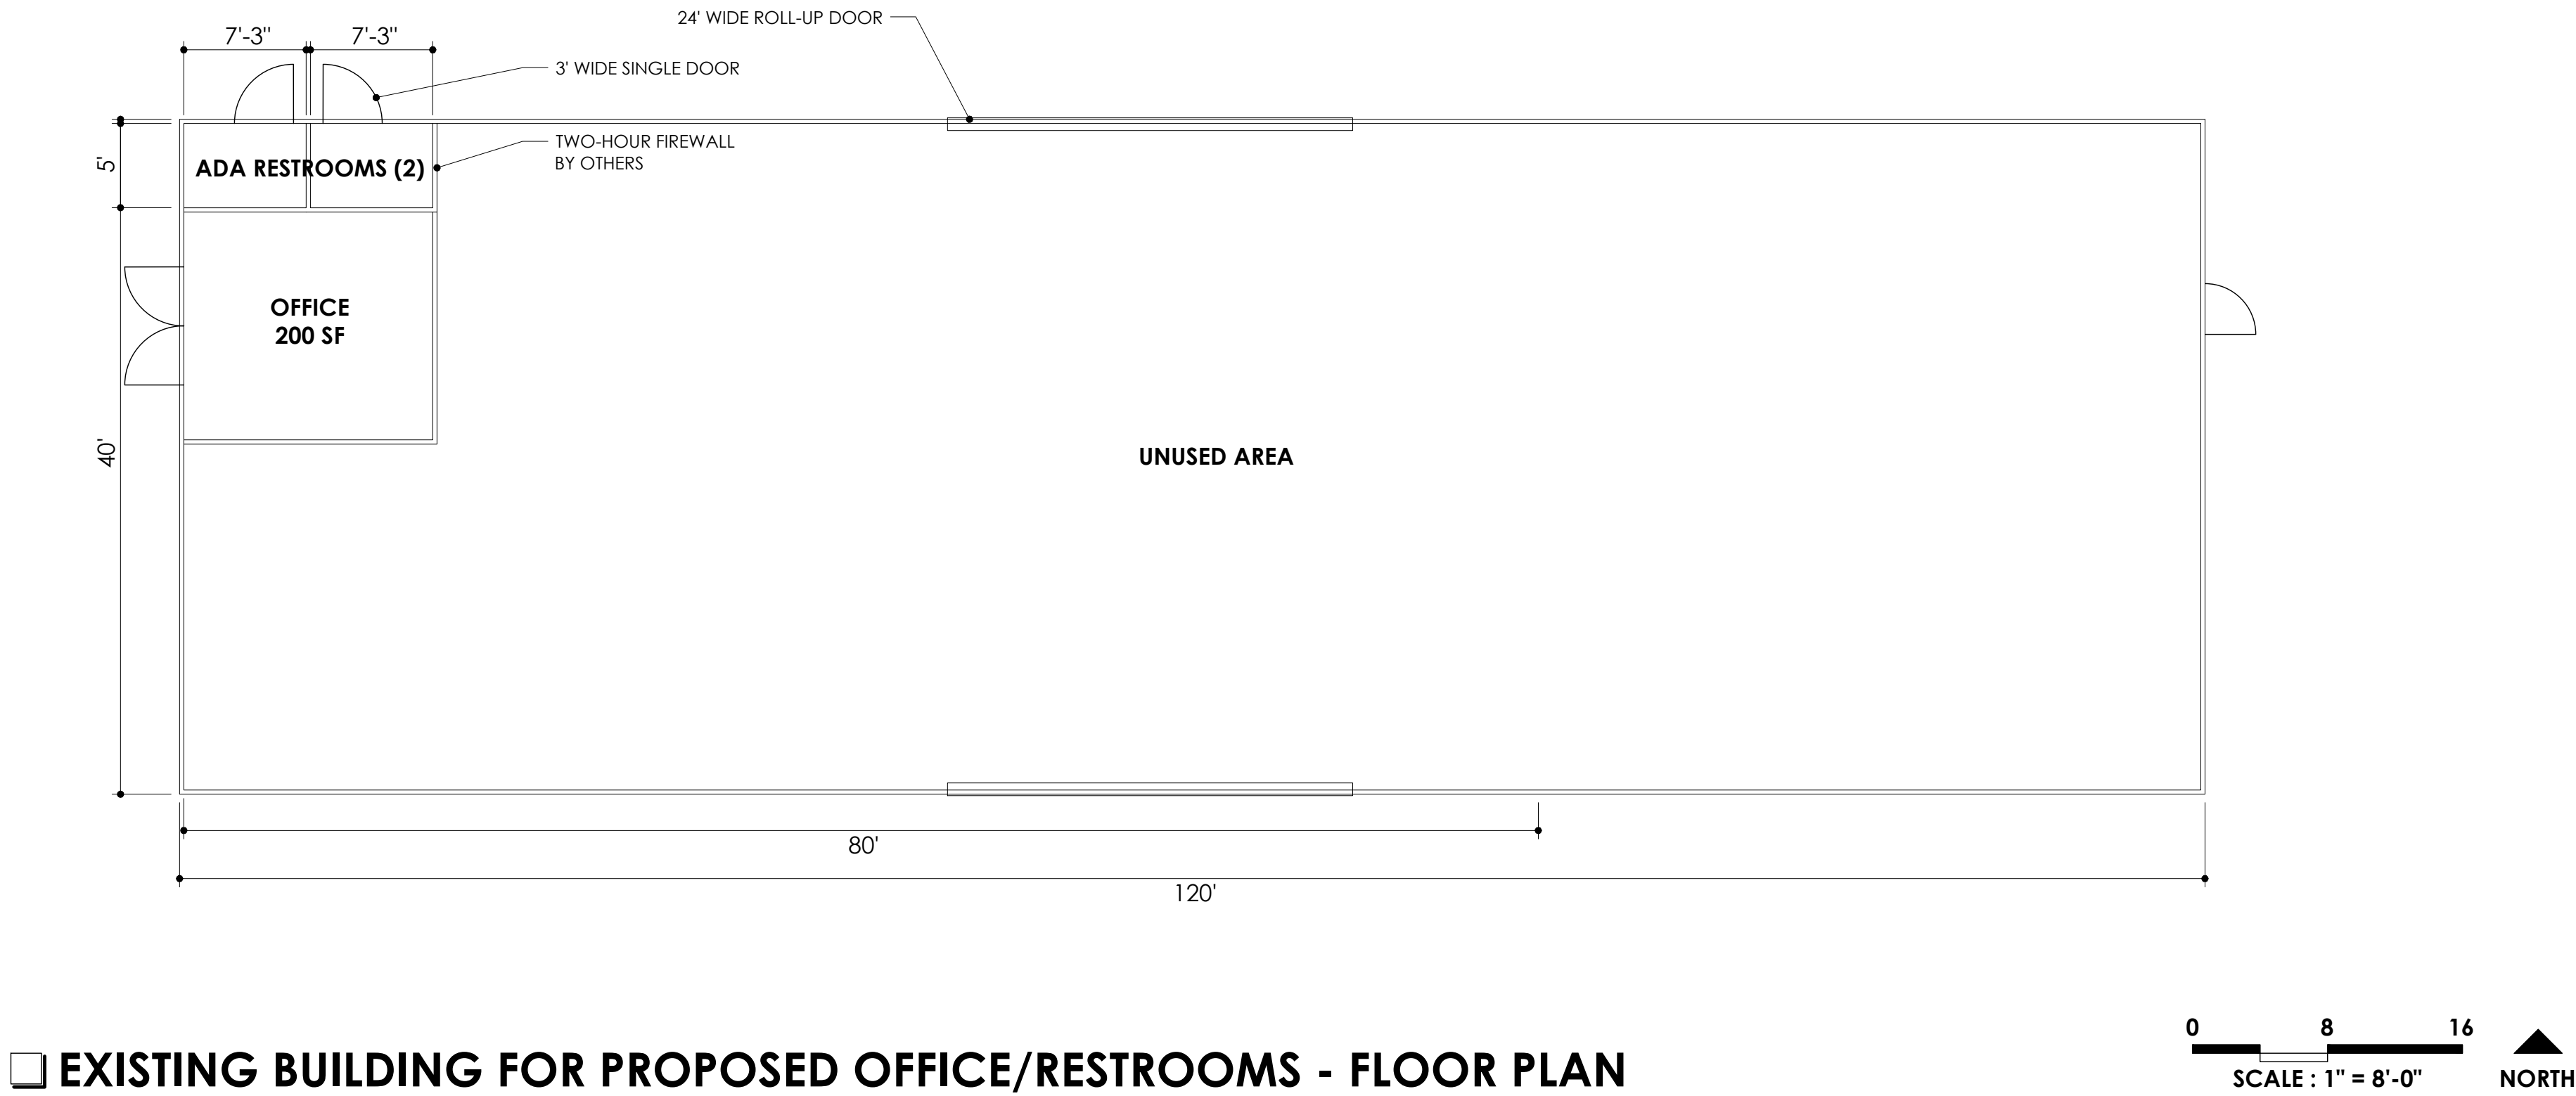 24' WIDE ROLL-UP DOOR
7'-3"
7'-3"
3' WIDE SINGLE DOOR
TWO-HOUR FIREWALL
BY OTHERS
5'
ADA RESTROOMS (2)
OFFICE
200 SF
40'
UNUSED AREA
80'
120'
0 8 16
EXISTING BUILDING FOR PROPOSED OFFICE/RESTROOMS - FLOOR PLAN
SCALE : 1" = 8'-0"
NORTH